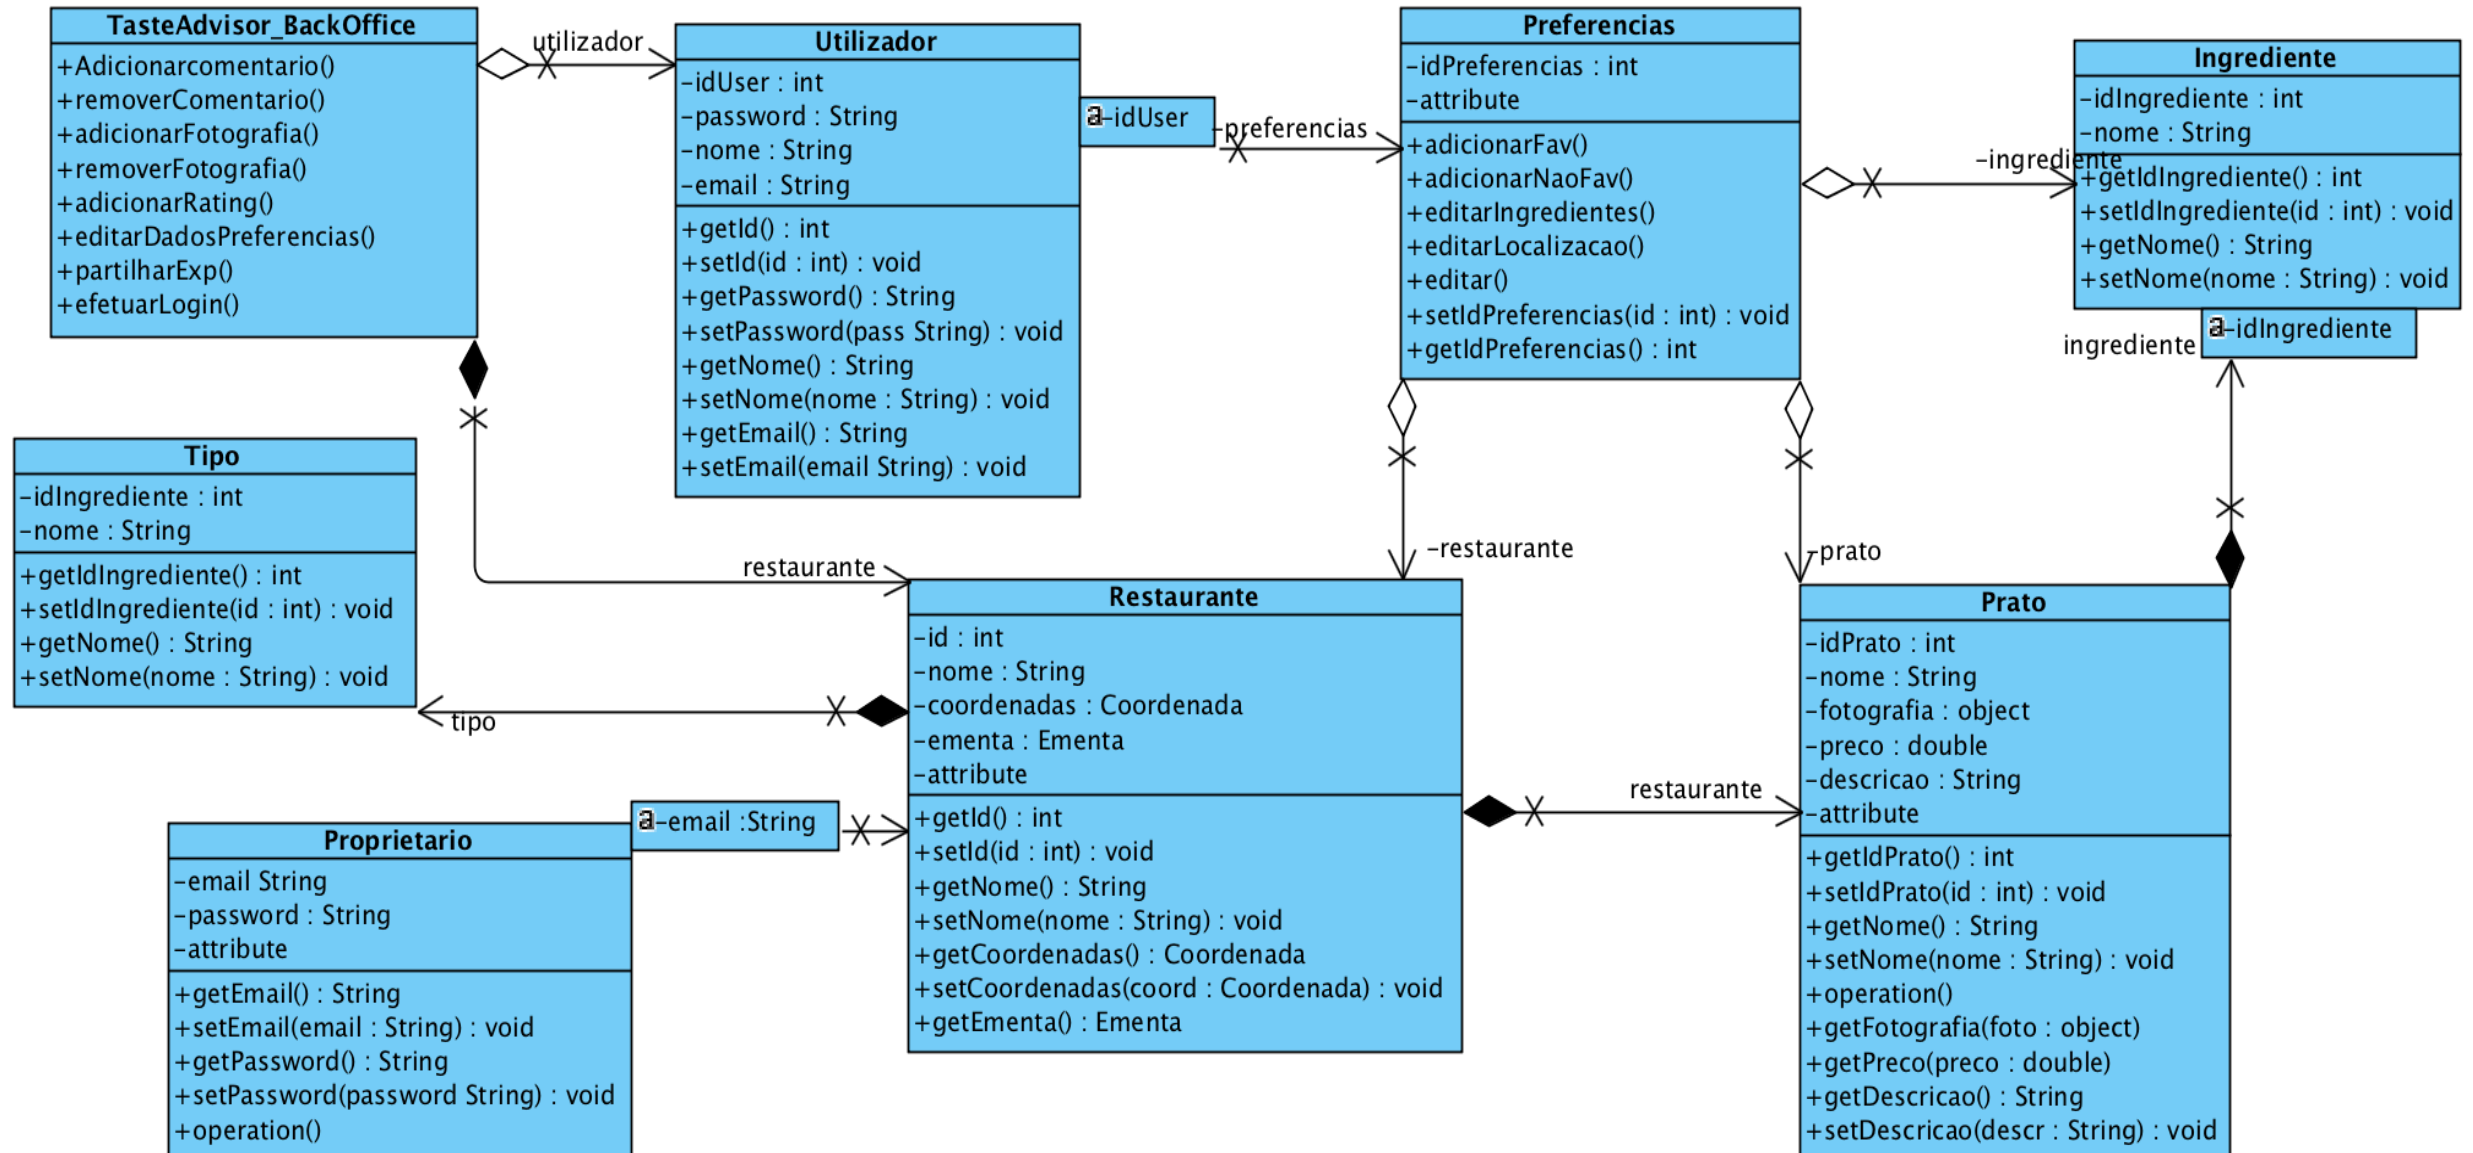 TasteAdvisor_BackOffice
+Adicionarcomentario()
+removerComentario()
+adicionarFotografia()
+removerFotografia()
+adicionarRating()
+editarDadosPreferencias()
+partilharExp()
+efetuarLogin()
utilizador
Utilizador
-idUser : int
-password : String
-nome : String
-email : String
+getId() : int
+setId(id : int) : void
+getPassword() : String
+setPassword(pass String) : void
+getNome() : String
+setNome(nome : String) : void
+getEmail() : String
+setEmail(email String) : void
a-idUser
-preferencias
Preferencias
-idPreferencias : int
-attribute
+adicionarFav()
+adicionarNaoFav()
+editarIngredientes()
+editarLocalizacao()
+editar()
+setIdPreferencias(id : int) : void
+getIdPreferencias() : int
-ingrediente
Ingrediente
-idIngrediente : int
-nome : String
+getIdIngrediente() : int
+setIdIngrediente(id : int) : void
+getNome() : String
+setNome(nome : String) : void
a-idIngrediente
ingrediente
Tipo
-idIngrediente : int
-nome : String
+getIdIngrediente() : int
+setIdIngrediente(id : int) : void
+getNome() : String
+setNome(nome : String) : void
tipo
restaurante
-restaurante
-prato
Restaurante
-id : int
-nome : String
-coordenadas : Coordenada
-ementa : Ementa
-attribute
+getId() : int
+setId(id : int) : void
+getNome() : String
+setNome(nome : String) : void
+getCoordenadas() : Coordenada
+setCoordenadas(coord : Coordenada) : void
+getEmenta() : Ementa
restaurante
Prato
-idPrato : int
-nome : String
-fotografia : object
-preco : double
-descricao : String
-attribute
+getIdPrato() : int
+setIdPrato(id : int) : void
+getNome() : String
+setNome(nome : String) : void
+operation()
+getFotografia(foto : object)
+getPreco(preco : double)
+getDescricao() : String
+setDescricao(descr : String) : void
a-email :String
Proprietario
-email String
-password : String
-attribute
+getEmail() : String
+setEmail(email : String) : void
+getPassword() : String
+setPassword(password String) : void
+operation()